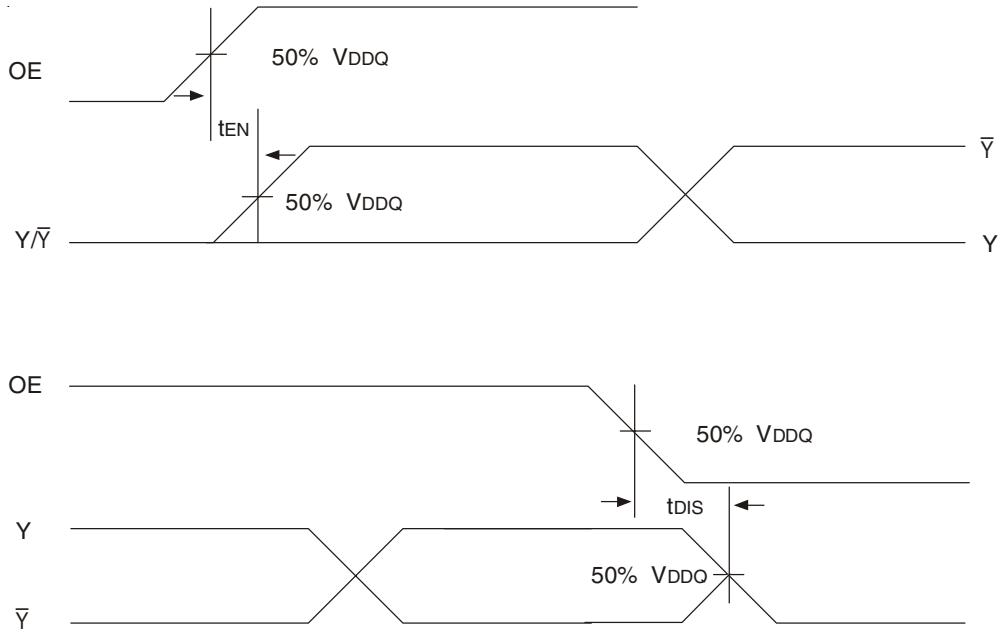 50% VDDQ
OE
tEN
Y̅
50% VDDQ
Y/Y̅
Y
OE
50% VDDQ
tDIS
Y
50% VDDQ
Y̅